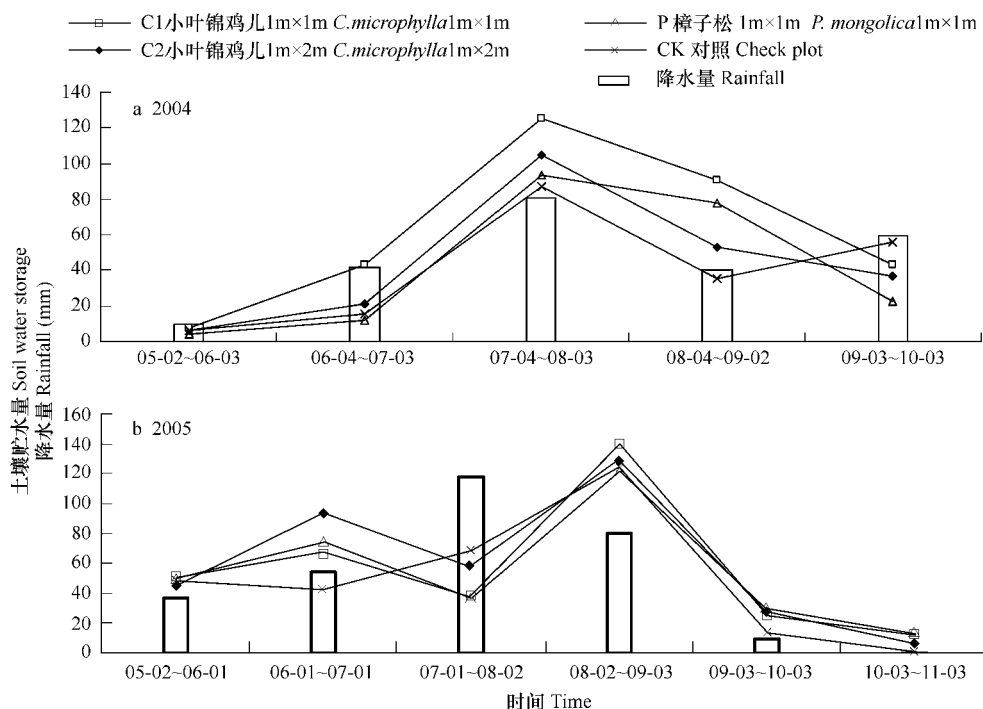 C1小叶锦鸡儿1m×1m C.microphylla1m×1m
P樟子松 1m×1m P. mongolica1m×1m
C2小叶锦鸡儿1m×2m C.microphylla1m×2m
CK 对照 Check plot
降水量 Rainfall
a 2004
140
120
100
80
60
40
20
0
05-02~06-03 06-04~07-03 07-04~08-03 08-04~09-02 09-03~10-03
土壤贮水量 Soil water storage
降水量 Rainfall (mm)
b 2005
160
140
120
100
80
60
40
20
0
05-02~06-01 06-01~07-01 07-01~08-02 08-02~09-03 09-03~10-03 10-03~11-03
时间 Time